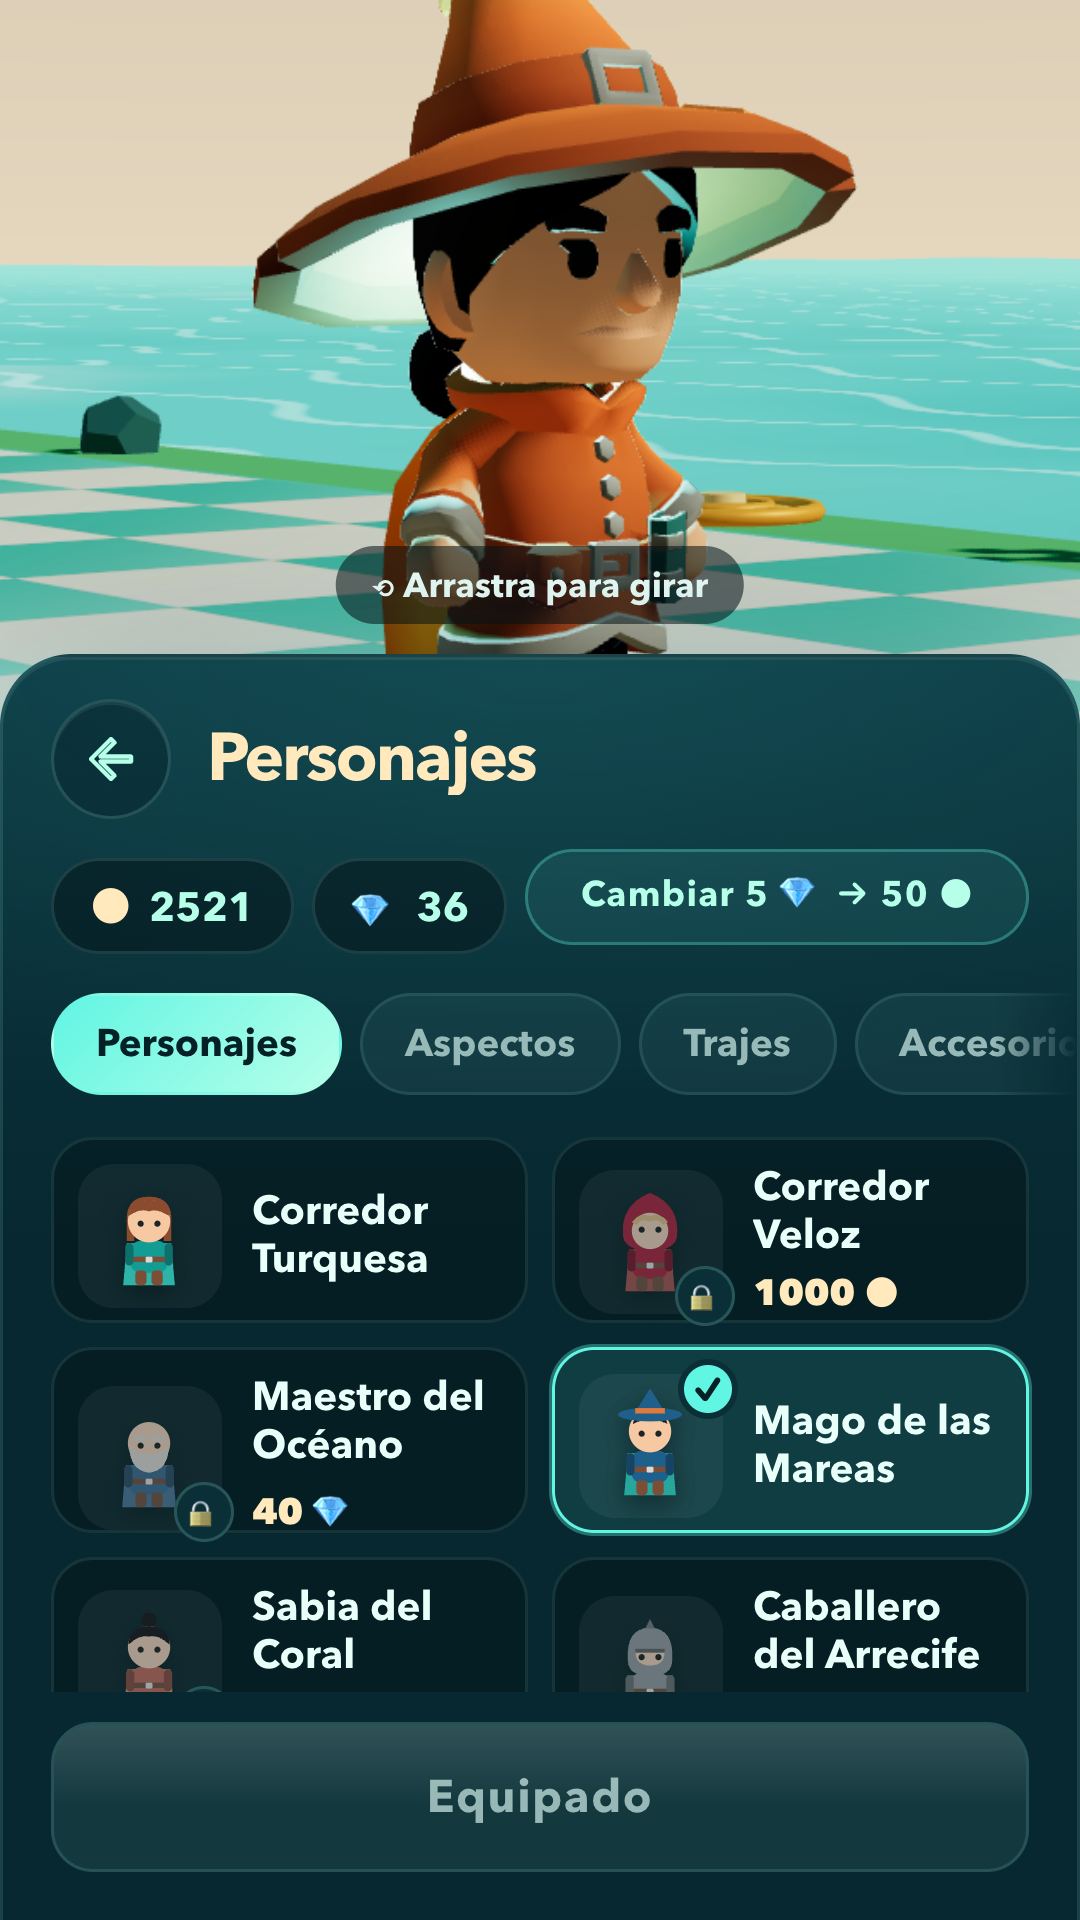 Arrastra para girar
Personajes
2521
36
Cambiar 5 💎 → 50
Personajes
Aspectos
Trajes
Corredor
Turquesa
Corredor
Veloz
1000
Maestro del
Océano
40
Mago de las
Mareas
Sabia del
Coral
Caballero
del Arrecife
Equipado